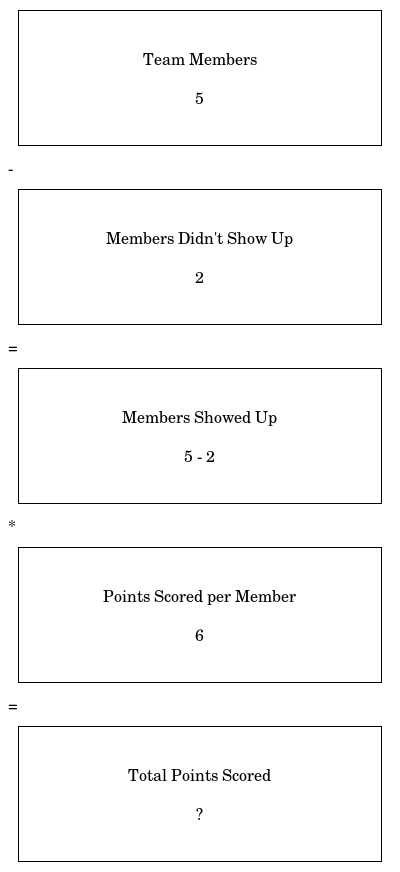 Team Members
5
-
Members Didn't Show Up
2
=
Members Showed Up
5 - 2
*
Points Scored per Member
6
=
Total Points Scored
?